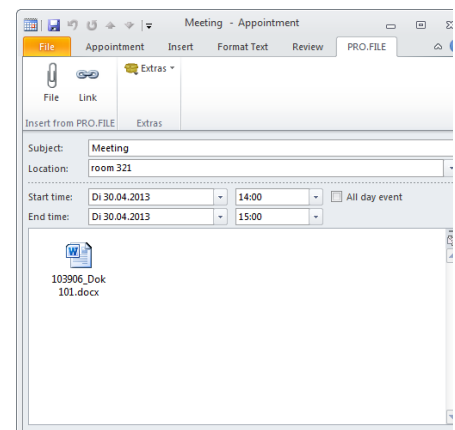 Meeting - Appointment
File Appointment Insert Format Text Review PRO.FILE
Extras
File Link
Insert from PRO.FILE Extras
Subject: Meeting
Location: room 321
Start time: Di 30.04.2013 14:00 All day event
End time: Di 30.04.2013 15:00
103906_Dok
101.docx